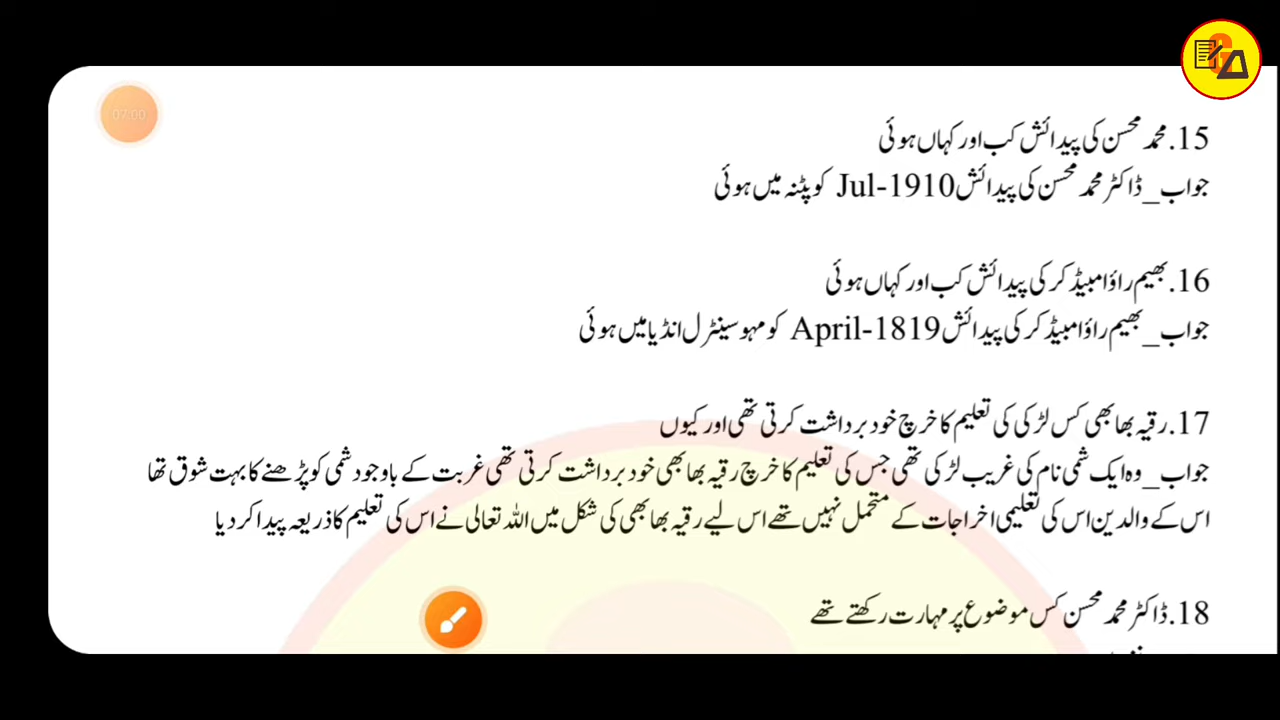 07:00
15. محمد محسن کی پیدائش کب اور کہاں ہوئی
جواب_ ڈاکٹر محمد محسن کی پیدائش Jul-1910 کو پٹنہ میں ہوئی
16. بھیم راؤ امبیڈ کر کی پیدائش کب اور کہاں ہوئی
جواب_ بھیم راؤ امبیڈ کر کی پیدائش April-1819 کو مہو سینٹرل انڈیا میں ہوئی
17. رقیہ بھابھی کس لڑکی کی تعلیم کا خرچ خود برداشت کرتی تھی اور کیوں
جواب_ وہ ایک شمی نام کی غریب لڑکی تھی جس کی تعلیم کا خرچ رقیہ بھابھی خود برداشت کرتی تھی غربت کے باوجود شمی کو پڑھنے کا بہت شوق تھا
اس کے والدین اس کی تعلیمی اخراجات کے متحمل نہیں تھے اس لیے رقیہ بھابھی کی شکل میں اللہ تعالی نے اس کی تعلیم کا ذریعہ پیدا کر دیا
18. ڈاکٹر محمد محسن کس موضوع پر مہارت رکھتے تھے